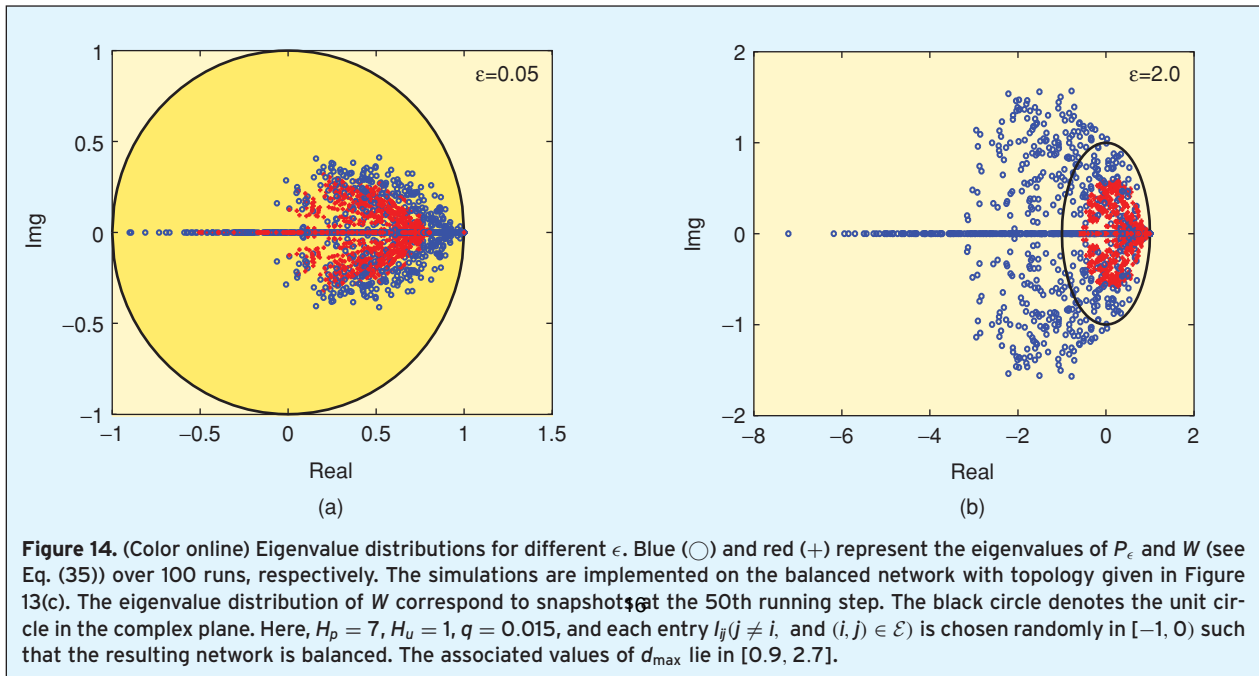 1
0.5
0
−0.5
−1
Img
−1 −0.5 0 0.5 1 1.5
Real
(a)
ε=0.05
2
1
0
−1
−2
Img
−8 −6 −4 −2 0 2
Real
(b)
ε=2.0
Figure 14. (Color online) Eigenvalue distributions for different ϵ. Blue (○) and red (+) represent the eigenvalues of P_ϵ and W (see
Eq. (35)) over 100 runs, respectively. The simulations are implemented on the balanced network with topology given in Figure
13(c). The eigenvalue distribution of W correspond to snapshots at the 50th running step. The black circle denotes the unit cir-
cle in the complex plane. Here, H_p = 7, H_u = 1, q = 0.015, and each entry l_ij(j ≠ i, and (i, j) ∈ ℰ) is chosen randomly in [−1, 0) such
that the resulting network is balanced. The associated values of d_max lie in [0.9, 2.7].
16